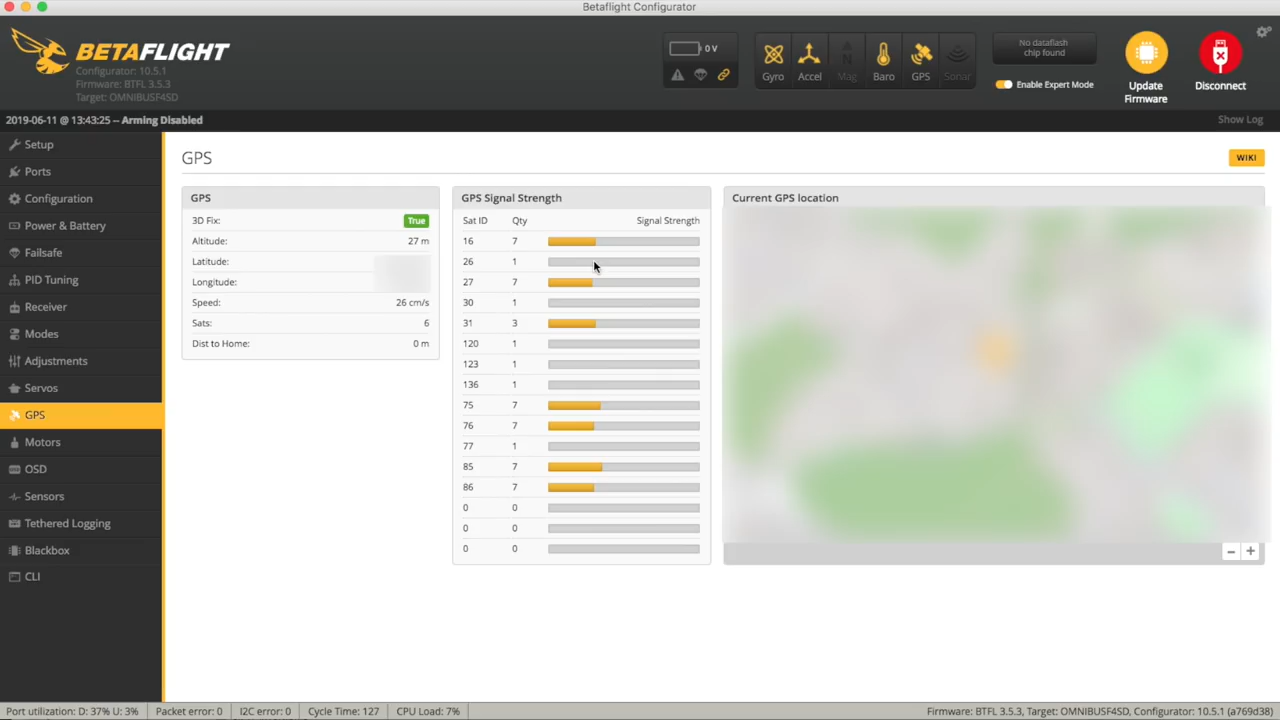 Betaflight Configurator
BETAFLIGHT
Configurator: 10.5.1
Firmware: BTFL 3.5.3
Target: OMNIBUSF4SD
0 V
Gyro
Accel
Mag
Baro
GPS
Sonar
No dataflash
chip found
Enable Expert Mode
Update
Firmware
Disconnect
2019-06-11 @ 13:43:25 -- Arming Disabled
Show Log
Setup
Ports
Configuration
Power & Battery
Failsafe
PID Tuning
Receiver
Modes
Adjustments
Servos
GPS
Motors
OSD
Sensors
Tethered Logging
Blackbox
CLI
GPS
WIKI
GPS
3D Fix: True
Altitude: 27 m
Latitude:
Longitude:
Speed: 26 cm/s
Sats: 6
Dist to Home: 0 m
GPS Signal Strength
Sat ID Qty Signal Strength
16 7
26 1
27 7
30 1
31 3
120 1
123 1
136 1
75 7
76 7
77 1
85 7
86 7
0 0
0 0
0 0
Current GPS location
− +
Port utilization: D: 37% U: 3% Packet error: 0 I2C error: 0 Cycle Time: 127 CPU Load: 7% Firmware: BTFL 3.5.3, Target: OMNIBUSF4SD, Configurator: 10.5.1 (a769d38)